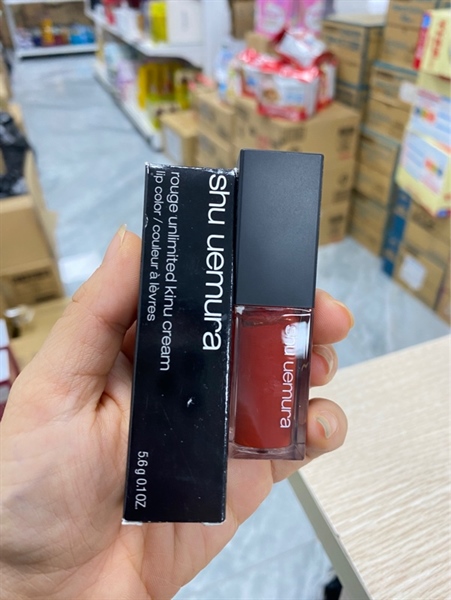 shu uemura
rouge unlimited kinu cream
lip color / couleur à lèvres
5.6 g 0.1 OZ.
shu uemura